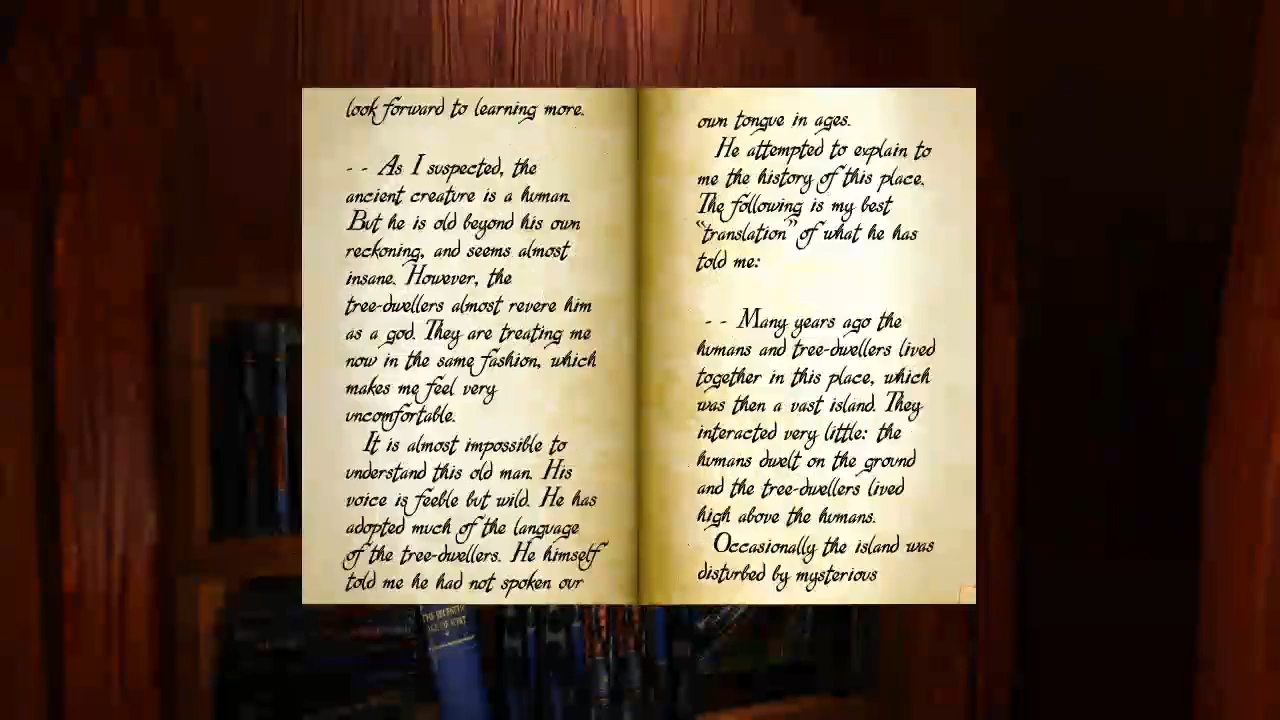 look forward to learning more.
- - As I suspected, the
ancient creature is a human.
But he is old beyond his own
reckoning, and seems almost
insane. However, the
tree-dwellers almost revere him
as a god. They are treating me
now in the same fashion, which
makes me feel very
uncomfortable.
It is almost impossible to
understand this old man. His
voice is feeble but wild. He has
adopted much of the language
of the tree-dwellers. He himself
told me he had not spoken our
own tongue in ages.
He attempted to explain to
me the history of this place.
The following is my best
“translation” of what he has
told me:
- - Many years ago the
humans and tree-dwellers lived
together in this place, which
was then a vast island. They
interacted very little: the
humans dwelt on the ground
and the tree-dwellers lived
high above the humans.
Occasionally the island was
disturbed by mysterious